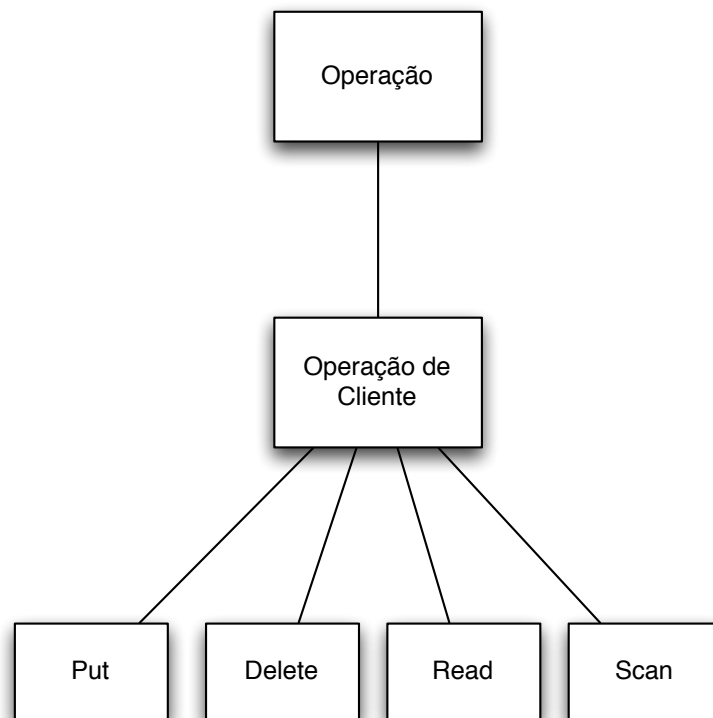 Operação
Operação de
Cliente
Put
Delete
Read
Scan